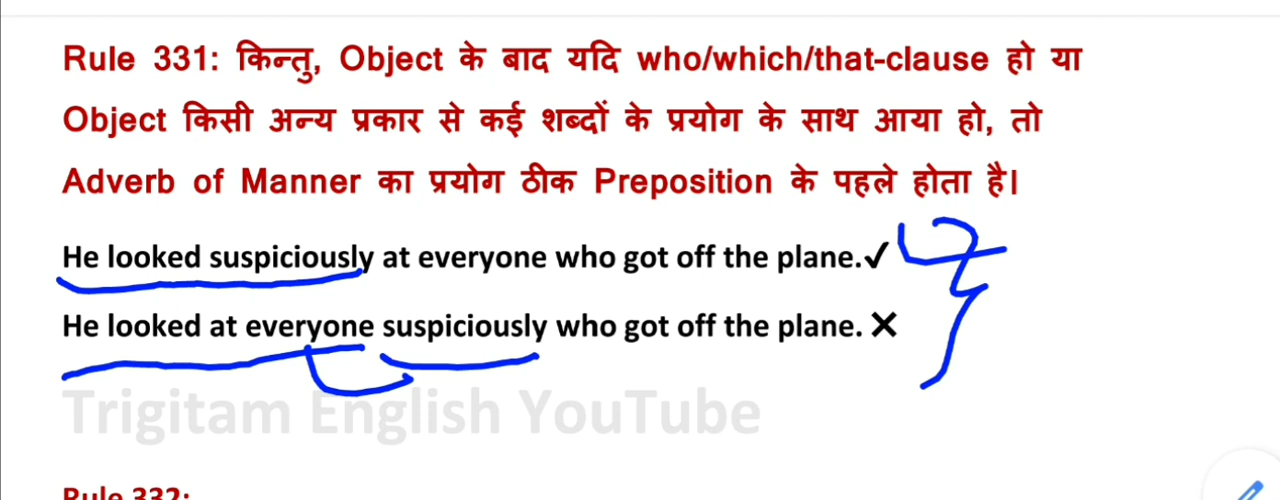 Rule 331: किन्तु, Object के बाद यदि who/which/that-clause हो या
Object किसी अन्य प्रकार से कई शब्दों के प्रयोग के साथ आया हो, तो
Adverb of Manner का प्रयोग ठीक Preposition के पहले होता है।
He looked suspiciously at everyone who got off the plane.✓
He looked at everyone suspiciously who got off the plane. ✕
Trigitam English YouTube
Rule 332: